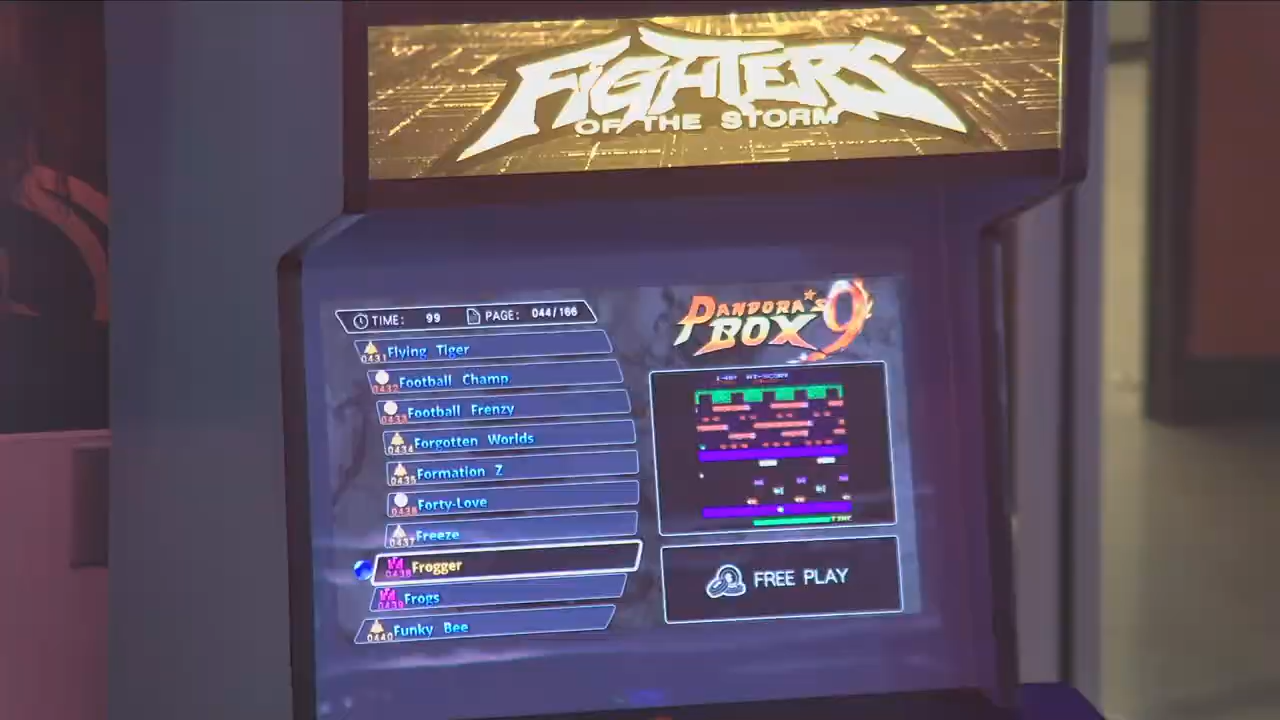 FiGHTERS
OF THE STORM
TIME: 99 PAGE: 044/166
PANDORA'S
BOX 9
0431 Flying Tiger
0432 Football Champ
0433 Football Frenzy
0434 Forgotten Worlds
0435 Formation Z
0436 Forty-Love
0437 Freeze
0438 Frogger
0439 Frogs
0440 Funky Bee
TIME
FREE PLAY